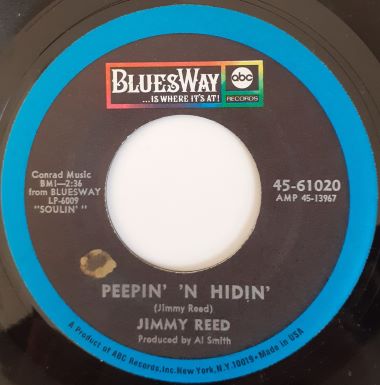 BLUESWAY
...IS WHERE IT'S AT!
abc
RECORDS
Conrad Music
BMI—2:36
from BLUESWAY
LP-6009
"SOULIN' "
45-61020
AMP 45-13967
PEEPIN' 'N HIDIN'
(Jimmy Reed)
JIMMY REED
Produced by Al Smith
A Product of ABC Records, Inc. New York, N.Y. 10019 • Made in USA